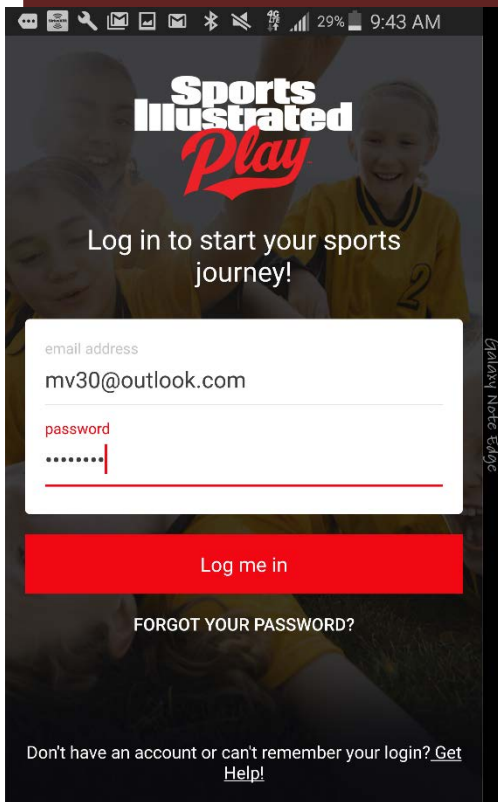 4G
LTE
29%
9:43 AM
Sports
Illustrated
Play
Log in to start your sports
journey!
email address
mv30@outlook.com
password
••••••••
Log me in
FORGOT YOUR PASSWORD?
Don't have an account or can't remember your login? Get
Help!
Galaxy Note Edge